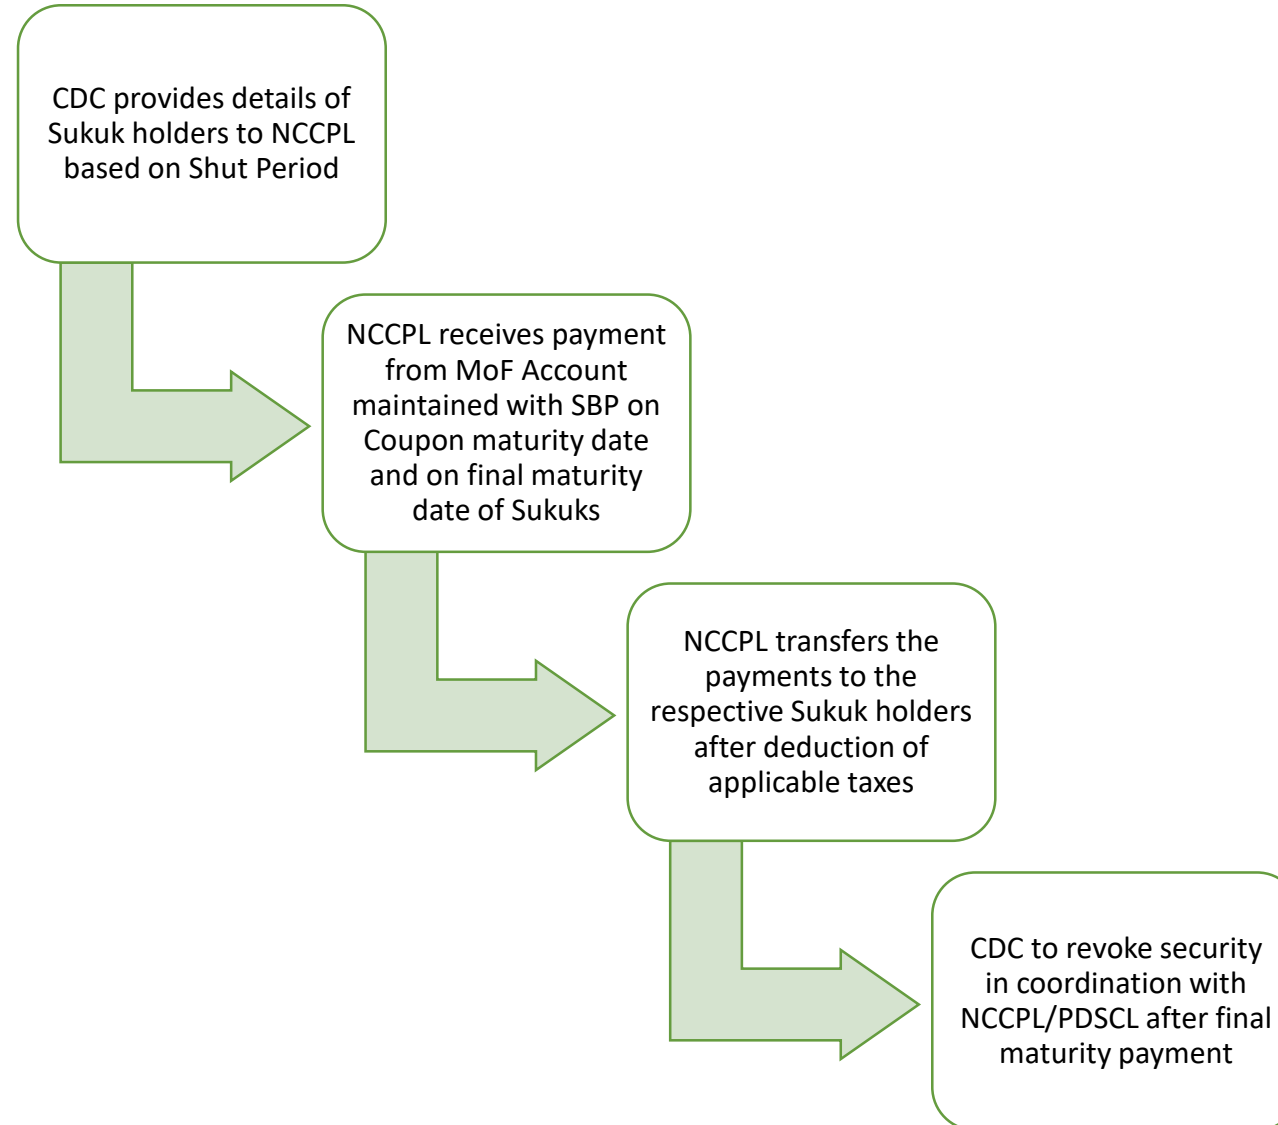 CDC provides details of
Sukuk holders to NCCPL
based on Shut Period
NCCPL receives payment
from MoF Account
maintained with SBP on
Coupon maturity date
and on final maturity
date of Sukuks
NCCPL transfers the
payments to the
respective Sukuk holders
after deduction of
applicable taxes
CDC to revoke security
in coordination with
NCCPL/PDSCL after final
maturity payment